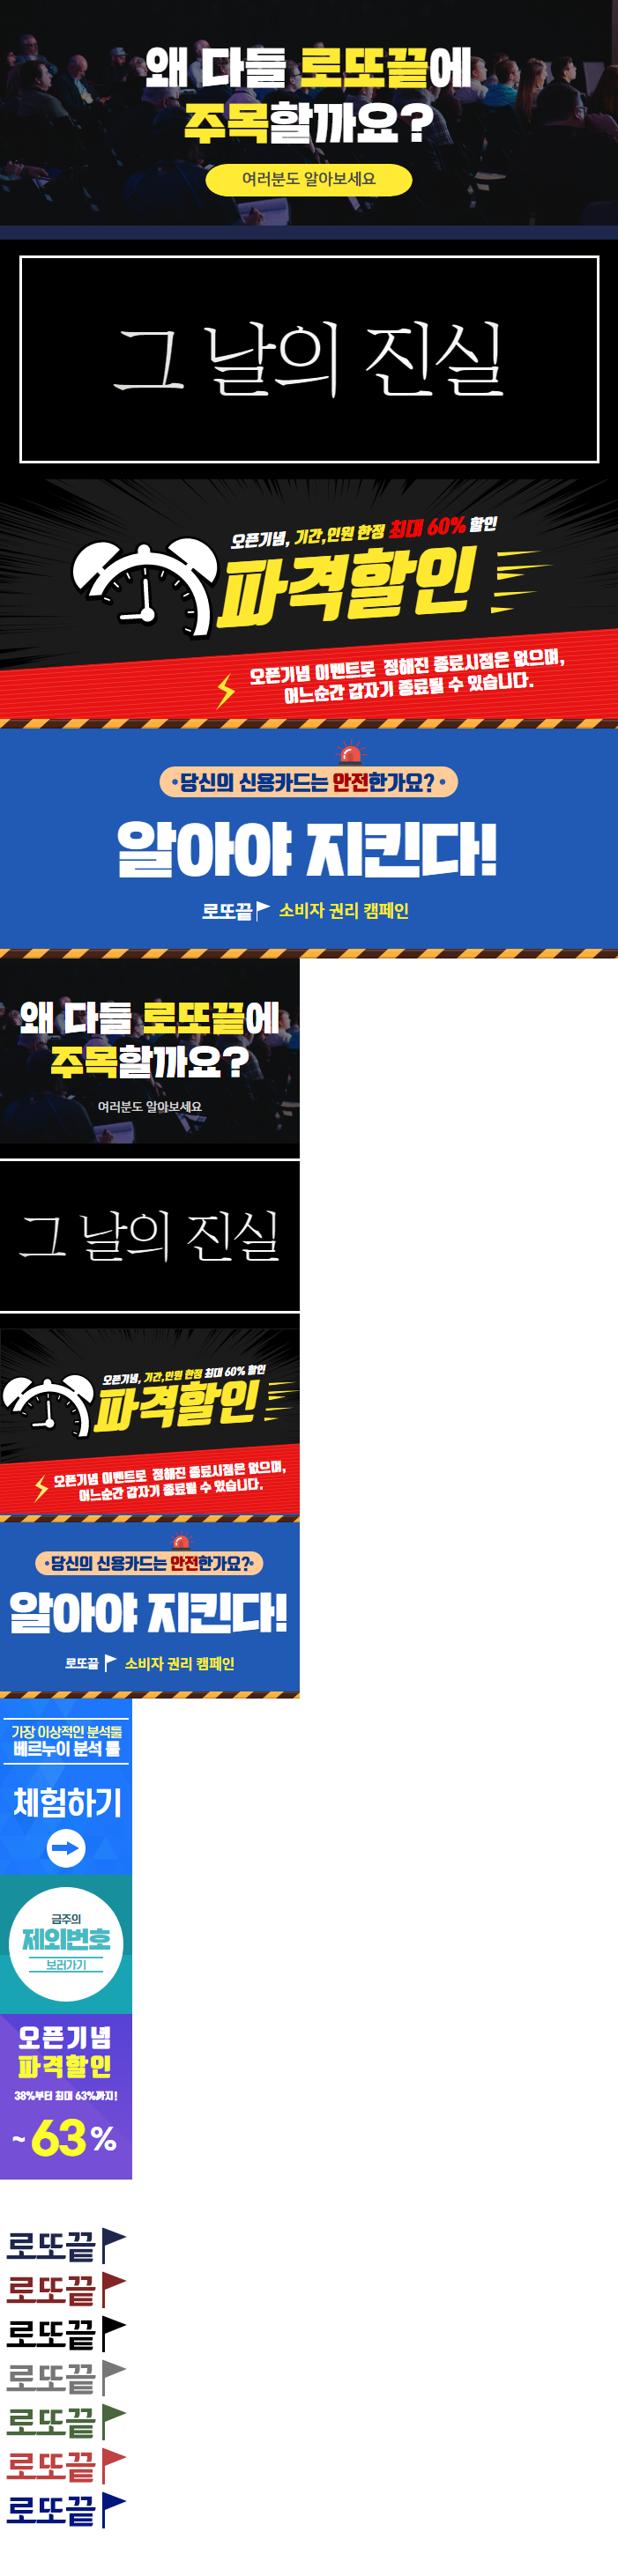 왜 다들 로또끝에
주목할까요?
여러분도 알아보세요
그 날의 진실
오픈기념, 기간,인원 한정 최대 60% 할인
파격할인
오픈기념 이벤트로 정해진 종료시점은 없으며,
어느순간 갑자기 종료될 수 있습니다.
당신의 신용카드는 안전한가요?
알아야 지킨다!
로또끝 소비자 권리 캠페인
왜 다들 로또끝에
주목할까요?
여러분도 알아보세요
그 날의 진실
오픈기념, 기간,인원 한정 최대 60% 할인
파격할인
오픈기념 이벤트로 정해진 종료시점은 없으며,
어느순간 갑자기 종료될 수 있습니다.
당신의 신용카드는 안전한가요?
알아야 지킨다!
로또끝 소비자 권리 캠페인
가장 이상적인 분석툴
베르누이 분석 툴
체험하기
금주의
제외번호
보러가기
오픈기념
파격할인
38%부터 최대 63%까지!
~63%
로또끝
로또끝
로또끝
로또끝
로또끝
로또끝
로또끝